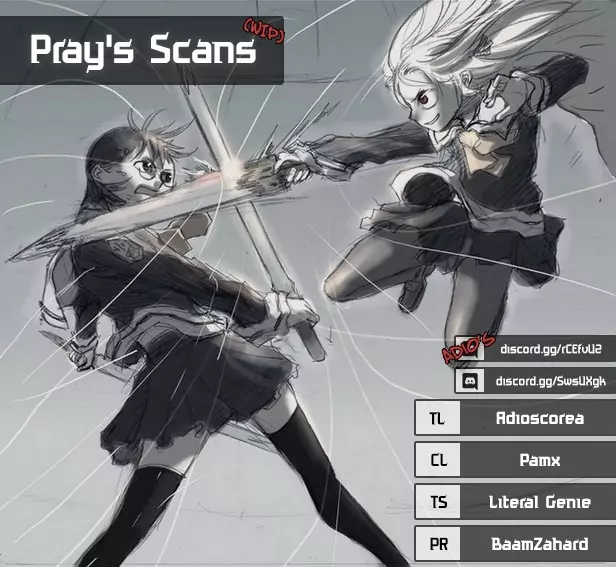 Pray's Scans
(WIP)
ADIO'S
discord.gg/rCEfvU2
discord.gg/SwsUXgk
TL Adioscorea
CL Pamx
TS Literal Genie
PR BaamZahard